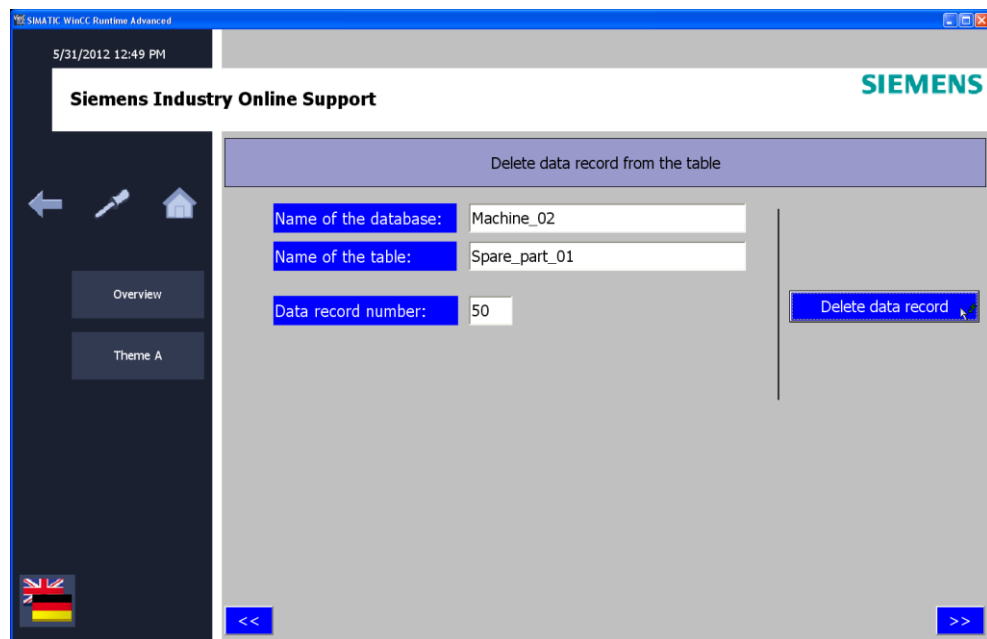 SIMATIC WinCC Runtime Advanced
5/31/2012 12:49 PM
Siemens Industry Online Support
SIEMENS
Delete data record from the table
Name of the database: Machine_02
Name of the table: Spare_part_01
Data record number: 50
Delete data record
Overview
Theme A
<<
>>